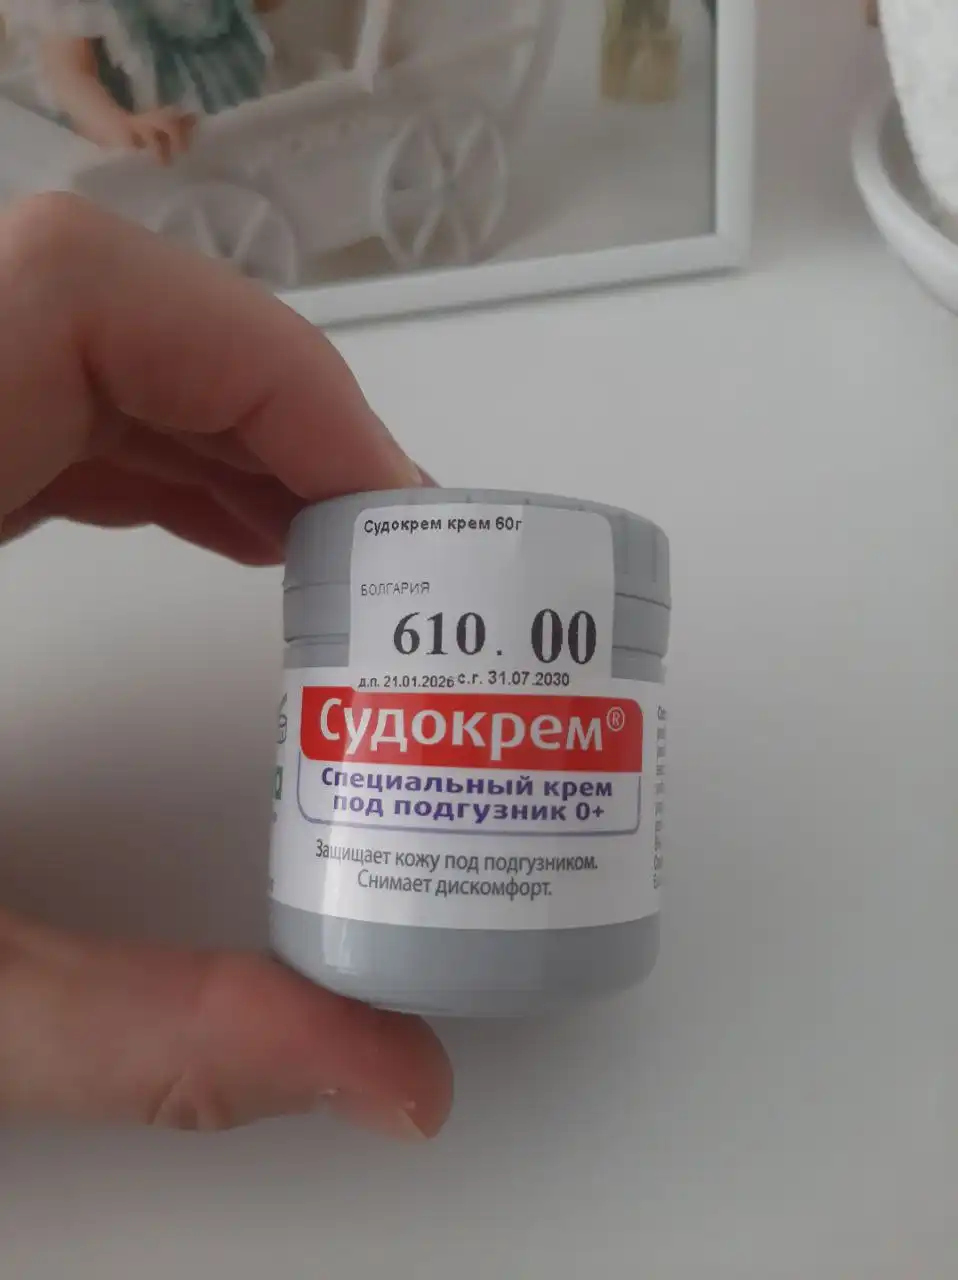 Судокрем крем 60г
БОЛГАРИЯ
610. 00
д.п. 21.01.2026 с.г. 31.07.2030
Судокрем®
Специальный крем
под подгузник 0+
Защищает кожу под подгузником.
Снимает дискомфорт.